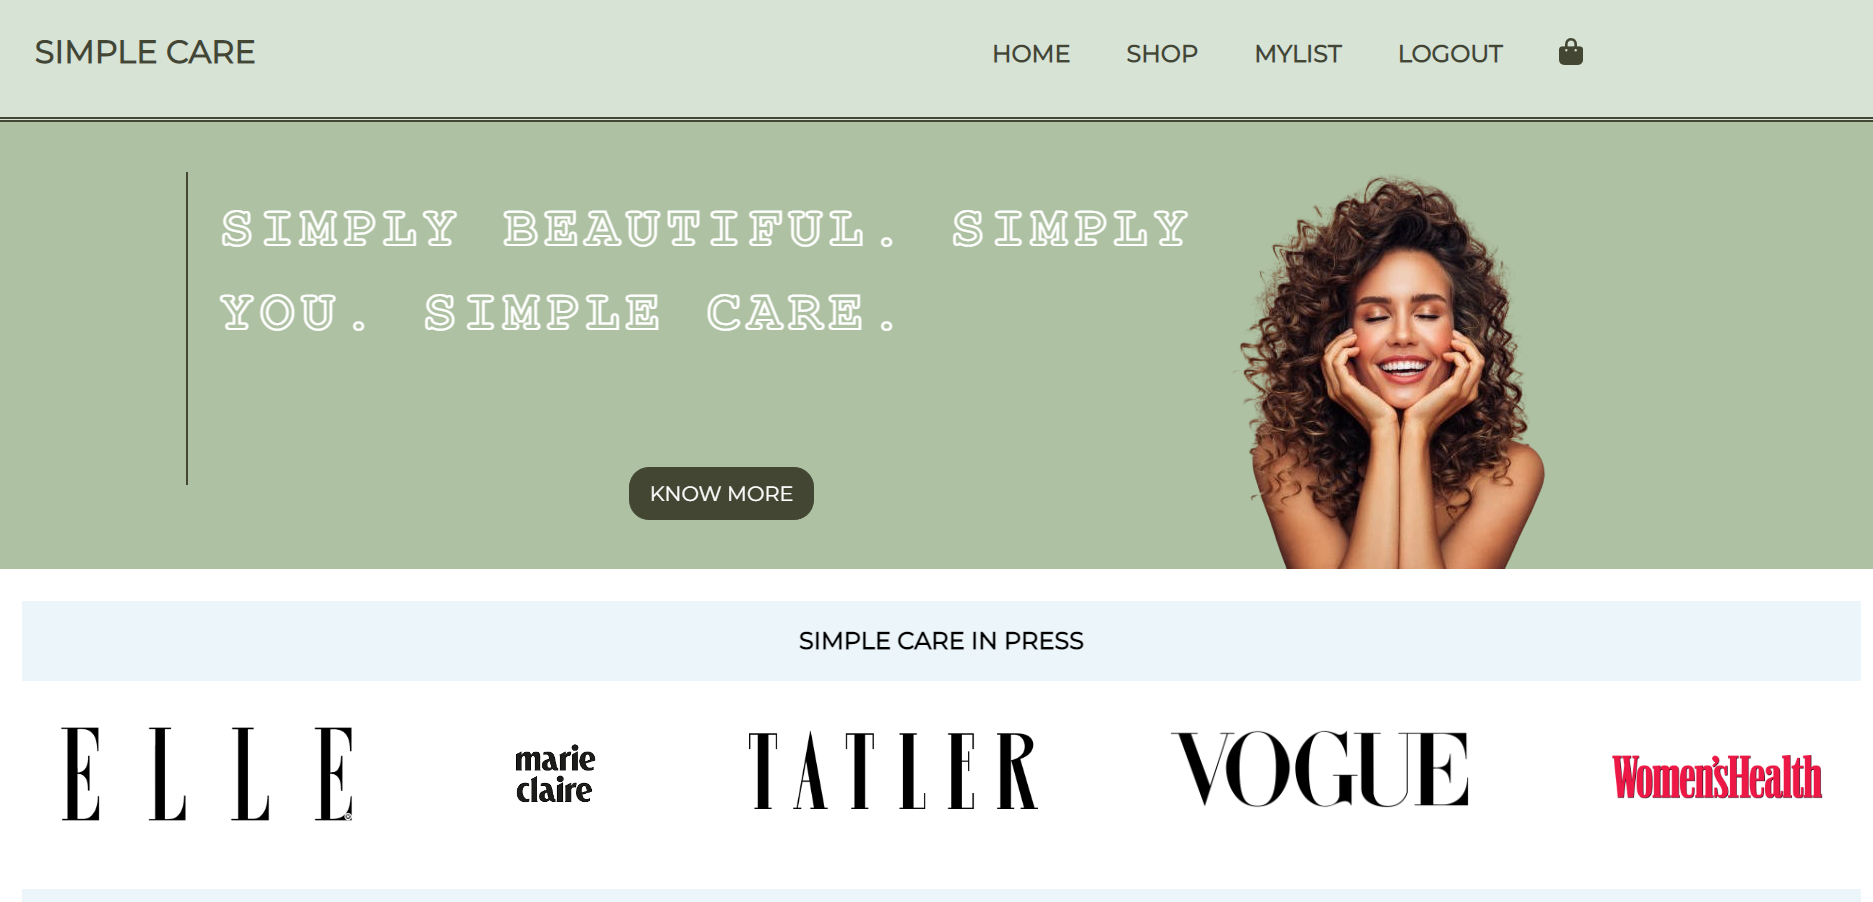 SIMPLE CARE
HOME SHOP MYLIST LOGOUT
SIMPLY BEAUTIFUL. SIMPLY
YOU. SIMPLE CARE.
KNOW MORE
SIMPLE CARE IN PRESS
ELLE
marie
claire
TATLER
VOGUE
Women'sHealth